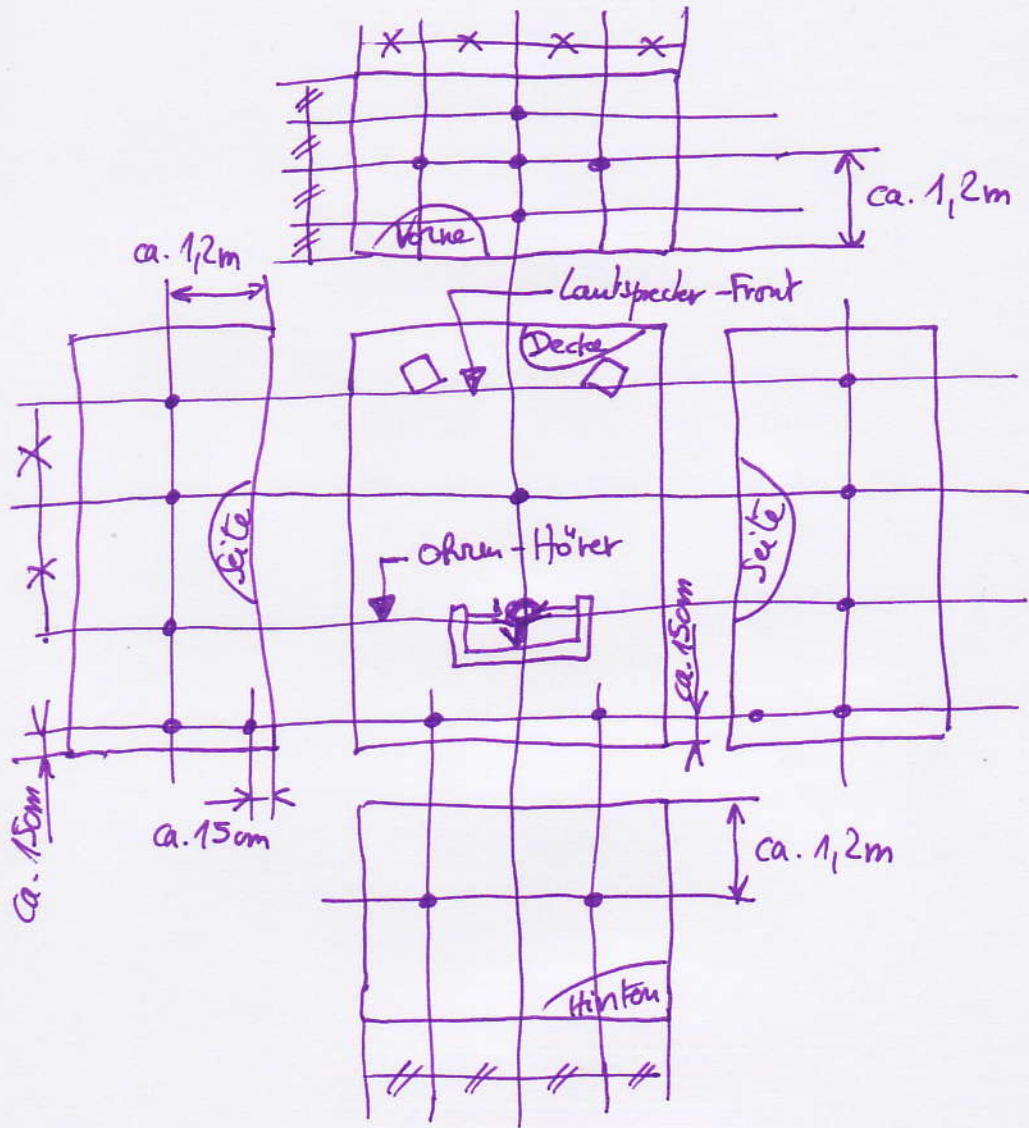 ca. 1,2m
Vorne
ca. 1,2m
Lautsprecher-Front
Decke
Seite
Ohren-Hörer
Seite
ca. 15cm
ca. 15cm
ca. 15cm
ca. 1,2m
Hinten